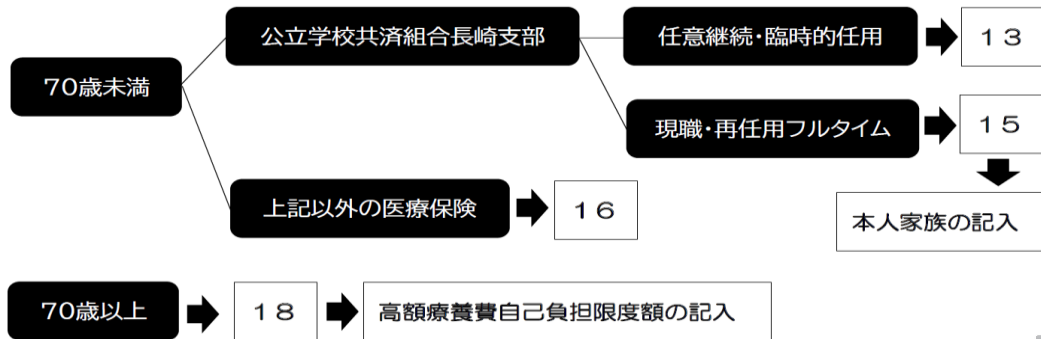 70歳未満
公立学校共済組合長崎支部
任意継続・臨時的任用
13
現職・再任用フルタイム
15
本人家族の記入
上記以外の医療保険
16
70歳以上
18
高額療養費自己負担限度額の記入